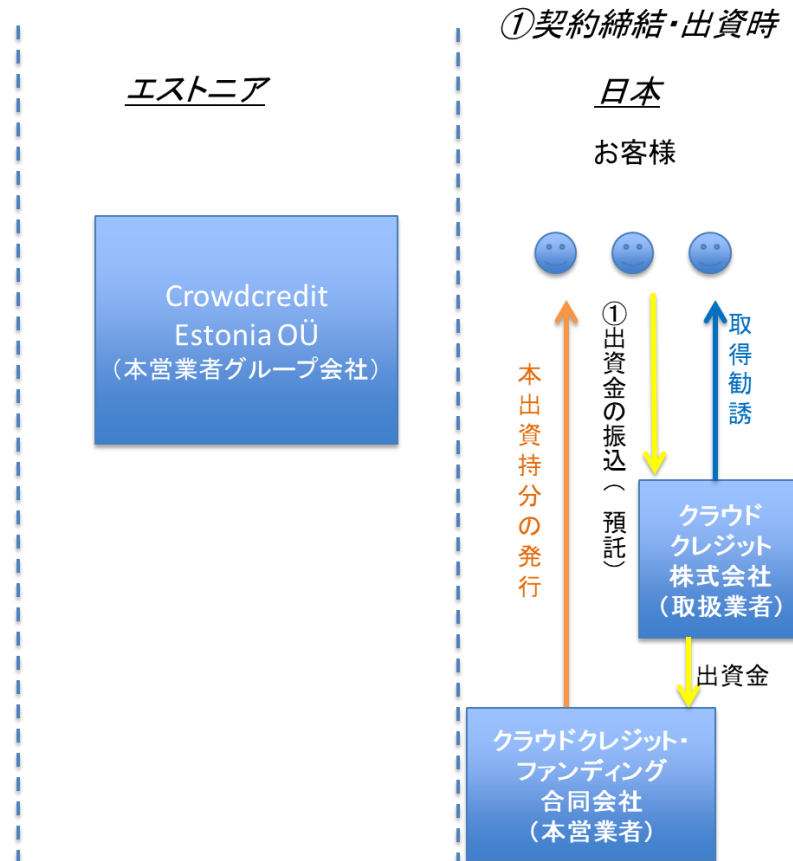 ①契約締結・出資時
エストニア
日本
お客様
Crowdcredit
Estonia OÜ
（本営業者グループ会社）
本出資持分の発行
①出資金の振込（預託）
取得勧誘
クラウド
クレジット
株式会社
（取扱業者）
出資金
クラウドクレジット・
ファンディング
合同会社
（本営業者）